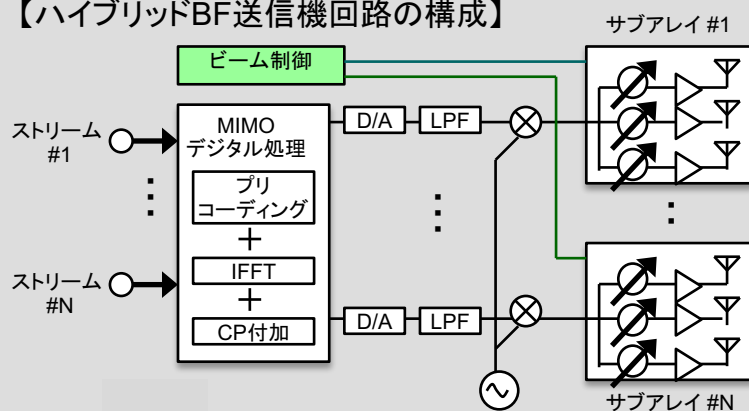 【ハイブリッドBF送信機回路の構成】
サブアレイ #1
ビーム制御
ストリーム
#1
MIMO
デジタル処理
D/A
LPF
プリ
コーディング
+
IFFT
+
CP付加
ストリーム
#N
D/A
LPF
サブアレイ #N